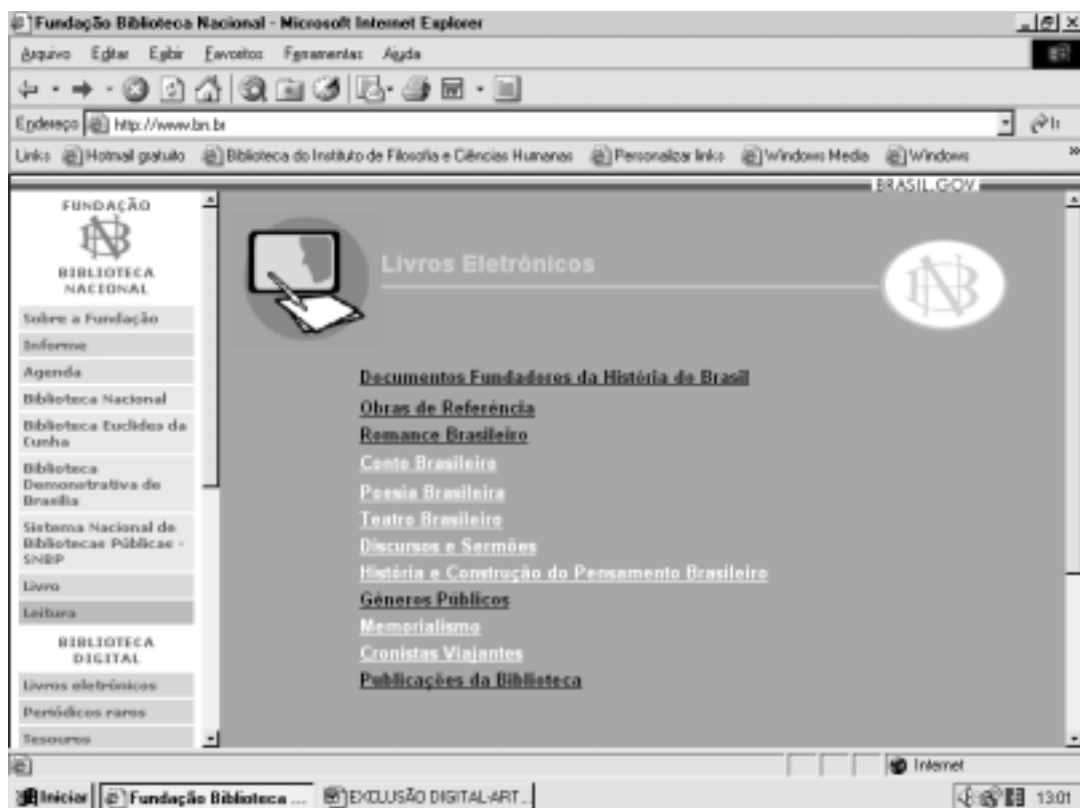 Fundação Biblioteca Nacional - Microsoft Internet Explorer
Arquivo Editar Exibir Favoritos Ferramentas Ajuda
Endereço http://www.bn.br Ir
Links Hotmail gratuito Biblioteca do Instituto de Filosofia e Ciências Humanas Personalizar links Windows Media Windows »
BRASIL.GOV
FUNDAÇÃO
BIBLIOTECA
NACIONAL
Sobre a Fundação
Informe
Agenda
Biblioteca Nacional
Biblioteca Euclides da
Cunha
Biblioteca
Demonstrativa de
Brasília
Sistema Nacional de
Bibliotecas Públicas -
SNBP
Livro
Leitura
BIBLIOTECA
DIGITAL
Livros eletrônicos
Periódicos raros
Tesouros
Livros Eletrônicos
Documentos Fundadores da História do Brasil
Obras de Referência
Romance Brasileiro
Conto Brasileiro
Poesia Brasileira
Teatro Brasileiro
Discursos e Sermões
História e Construção do Pensamento Brasileiro
Gêneros Públicos
Memorialismo
Cronistas Viajantes
Publicações da Biblioteca
Internet
Iniciar Fundação Biblioteca ... EXCLUSÃO DIGITAL-ART... 13:01